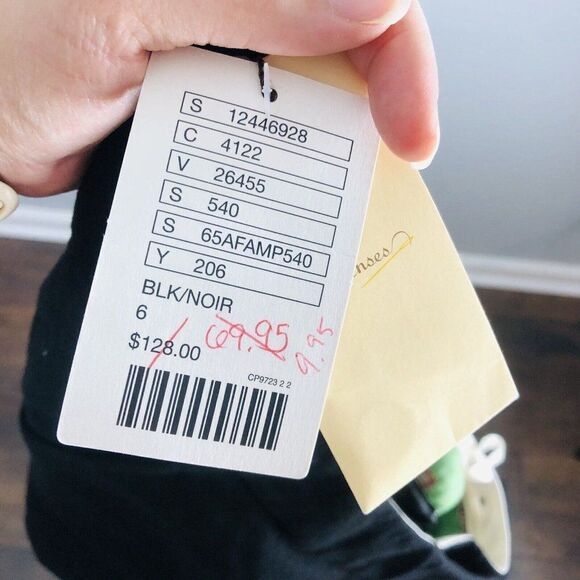 S 12446928
C 4122
V 26455
S 540
S 65AFAMP540
Y 206
BLK/NOIR
6
$128.00 69.95 9.95
CP9723 2 2